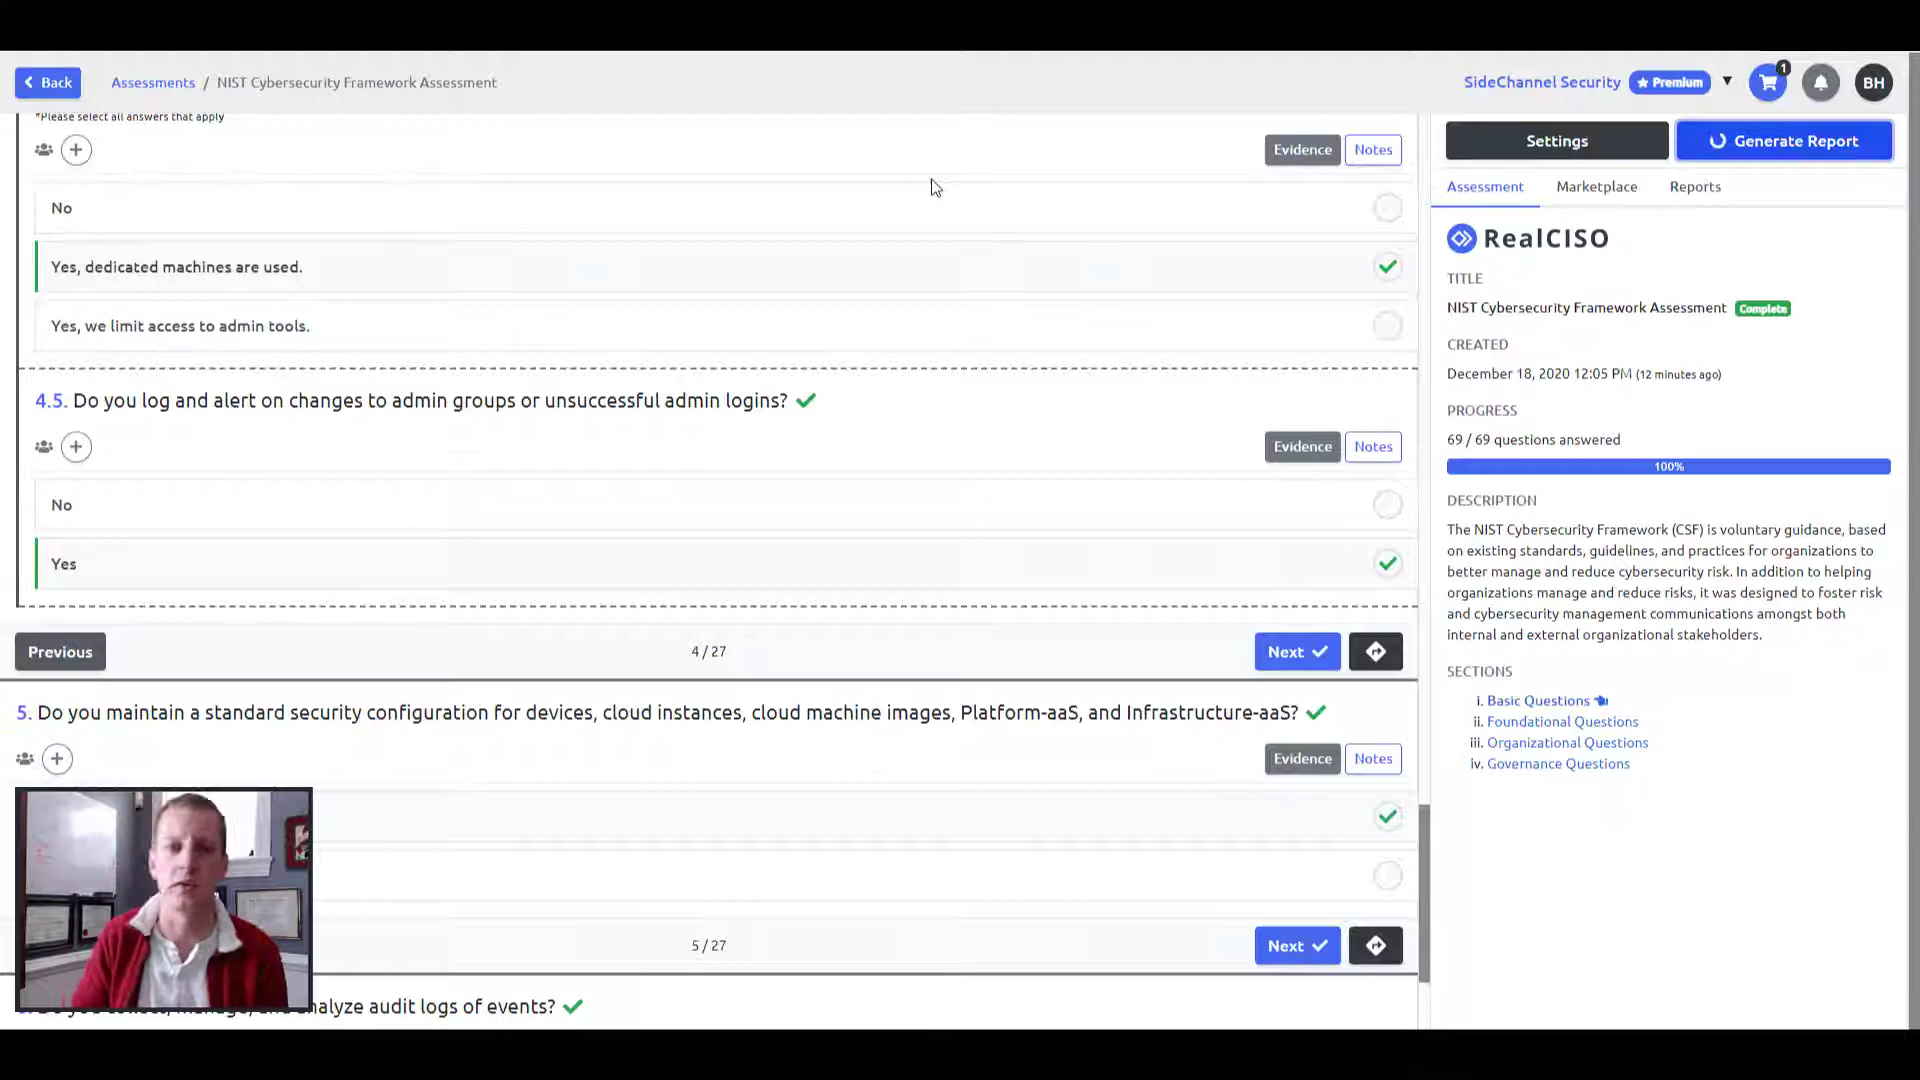 Back
Assessments / NIST Cybersecurity Framework Assessment
SideChannel Security
Premium
1
BH
*Please select all answers that apply
Evidence
Notes
No
Yes, dedicated machines are used.
Yes, we limit access to admin tools.
4.5. Do you log and alert on changes to admin groups or unsuccessful admin logins?
Evidence
Notes
No
Yes
Previous
4 / 27
Next
5. Do you maintain a standard security configuration for devices, cloud instances, cloud machine images, Platform-aaS, and Infrastructure-aaS?
Evidence
Notes
5 / 27
Next
analyze audit logs of events?
Settings
Generate Report
Assessment
Marketplace
Reports
RealCISO
TITLE
NIST Cybersecurity Framework Assessment Complete
CREATED
December 18, 2020 12:05 PM (12 minutes ago)
PROGRESS
69 / 69 questions answered
100%
DESCRIPTION
The NIST Cybersecurity Framework (CSF) is voluntary guidance, based
on existing standards, guidelines, and practices for organizations to
better manage and reduce cybersecurity risk. In addition to helping
organizations manage and reduce risks, it was designed to foster risk
and cybersecurity management communications amongst both
internal and external organizational stakeholders.
SECTIONS
i. Basic Questions
ii. Foundational Questions
iii. Organizational Questions
iv. Governance Questions